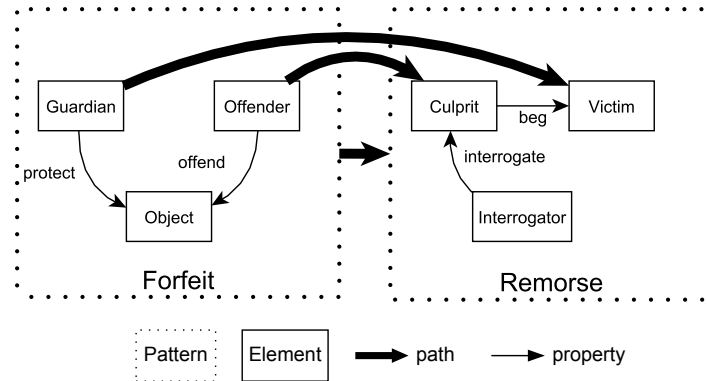 Guardian
Offender
Culprit
Victim
beg
protect
offend
interrogate
Object
Interrogator
Forfeit
Remorse
Pattern
Element
path
property